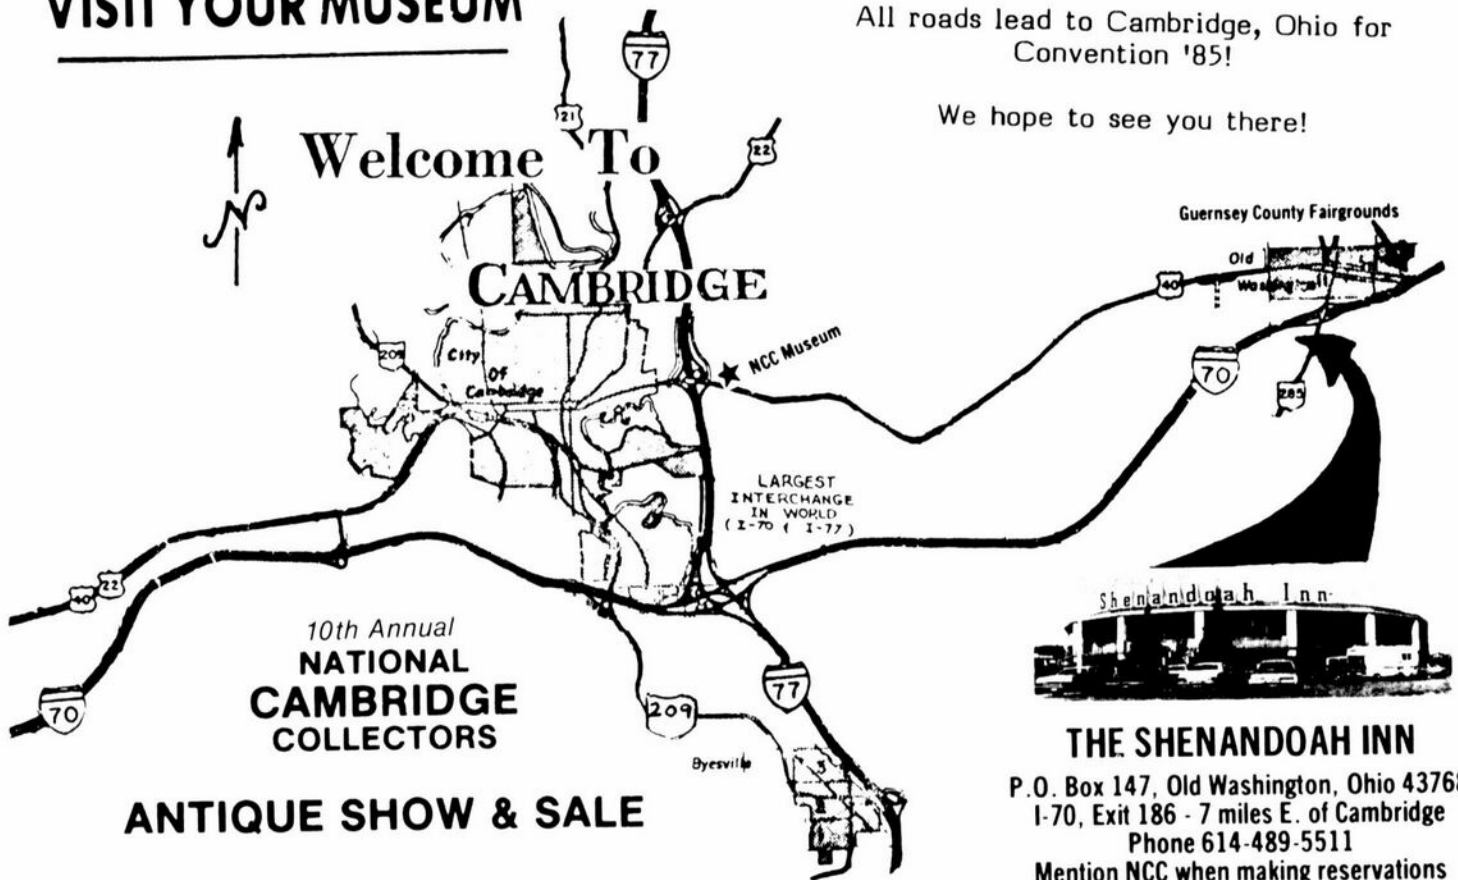 VISIT YOUR MUSEUM
All roads lead to Cambridge, Ohio for
Convention '85!
We hope to see you there!
77
21
22
N
Welcome To
CAMBRIDGE
Guernsey County Fairgrounds
Old
Washington
40
70
285
209
City
Of
Cambridge
NCC Museum
LARGEST
INTERCHANGE
IN WORLD
(I-70 & I-77)
40
22
70
10th Annual
NATIONAL
CAMBRIDGE
COLLECTORS
ANTIQUE SHOW & SALE
77
209
Byesville
Shenandoah Inn
THE SHENANDOAH INN
P.O. Box 147, Old Washington, Ohio 43768
I-70, Exit 186 - 7 miles E. of Cambridge
Phone 614-489-5511
Mention NCC when making reservations